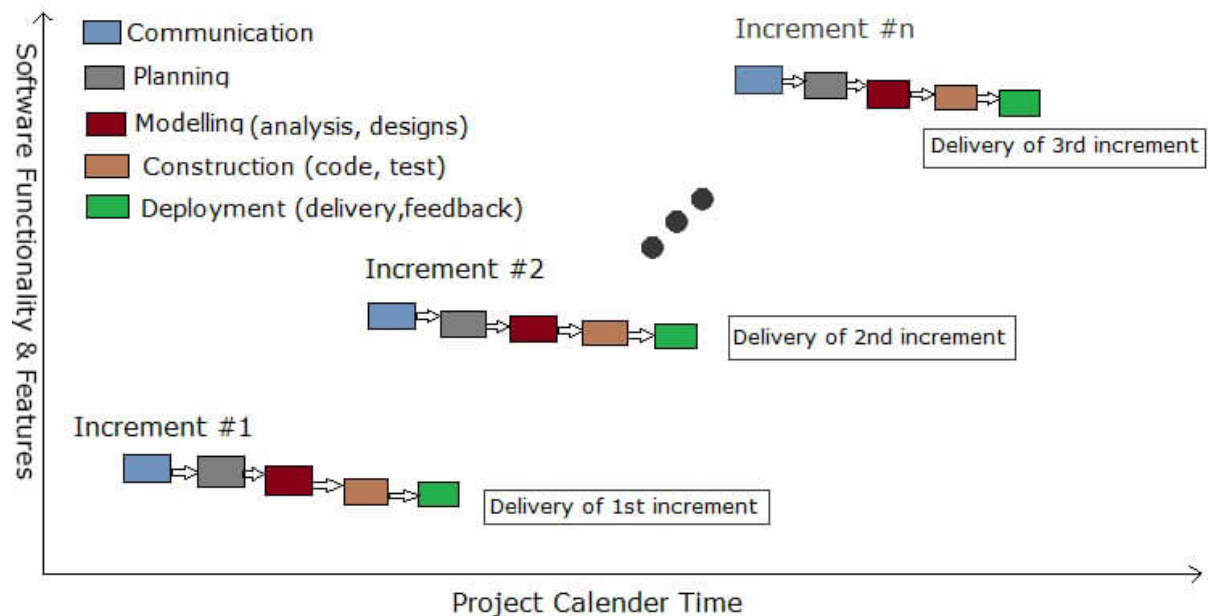 Software Functionality & Features
Communication
Planning
Modelling (analysis, designs)
Construction (code, test)
Deployment (delivery,feedback)
Increment #n
Delivery of 3rd increment
Increment #2
Delivery of 2nd increment
Increment #1
Delivery of 1st increment
Project Calender Time